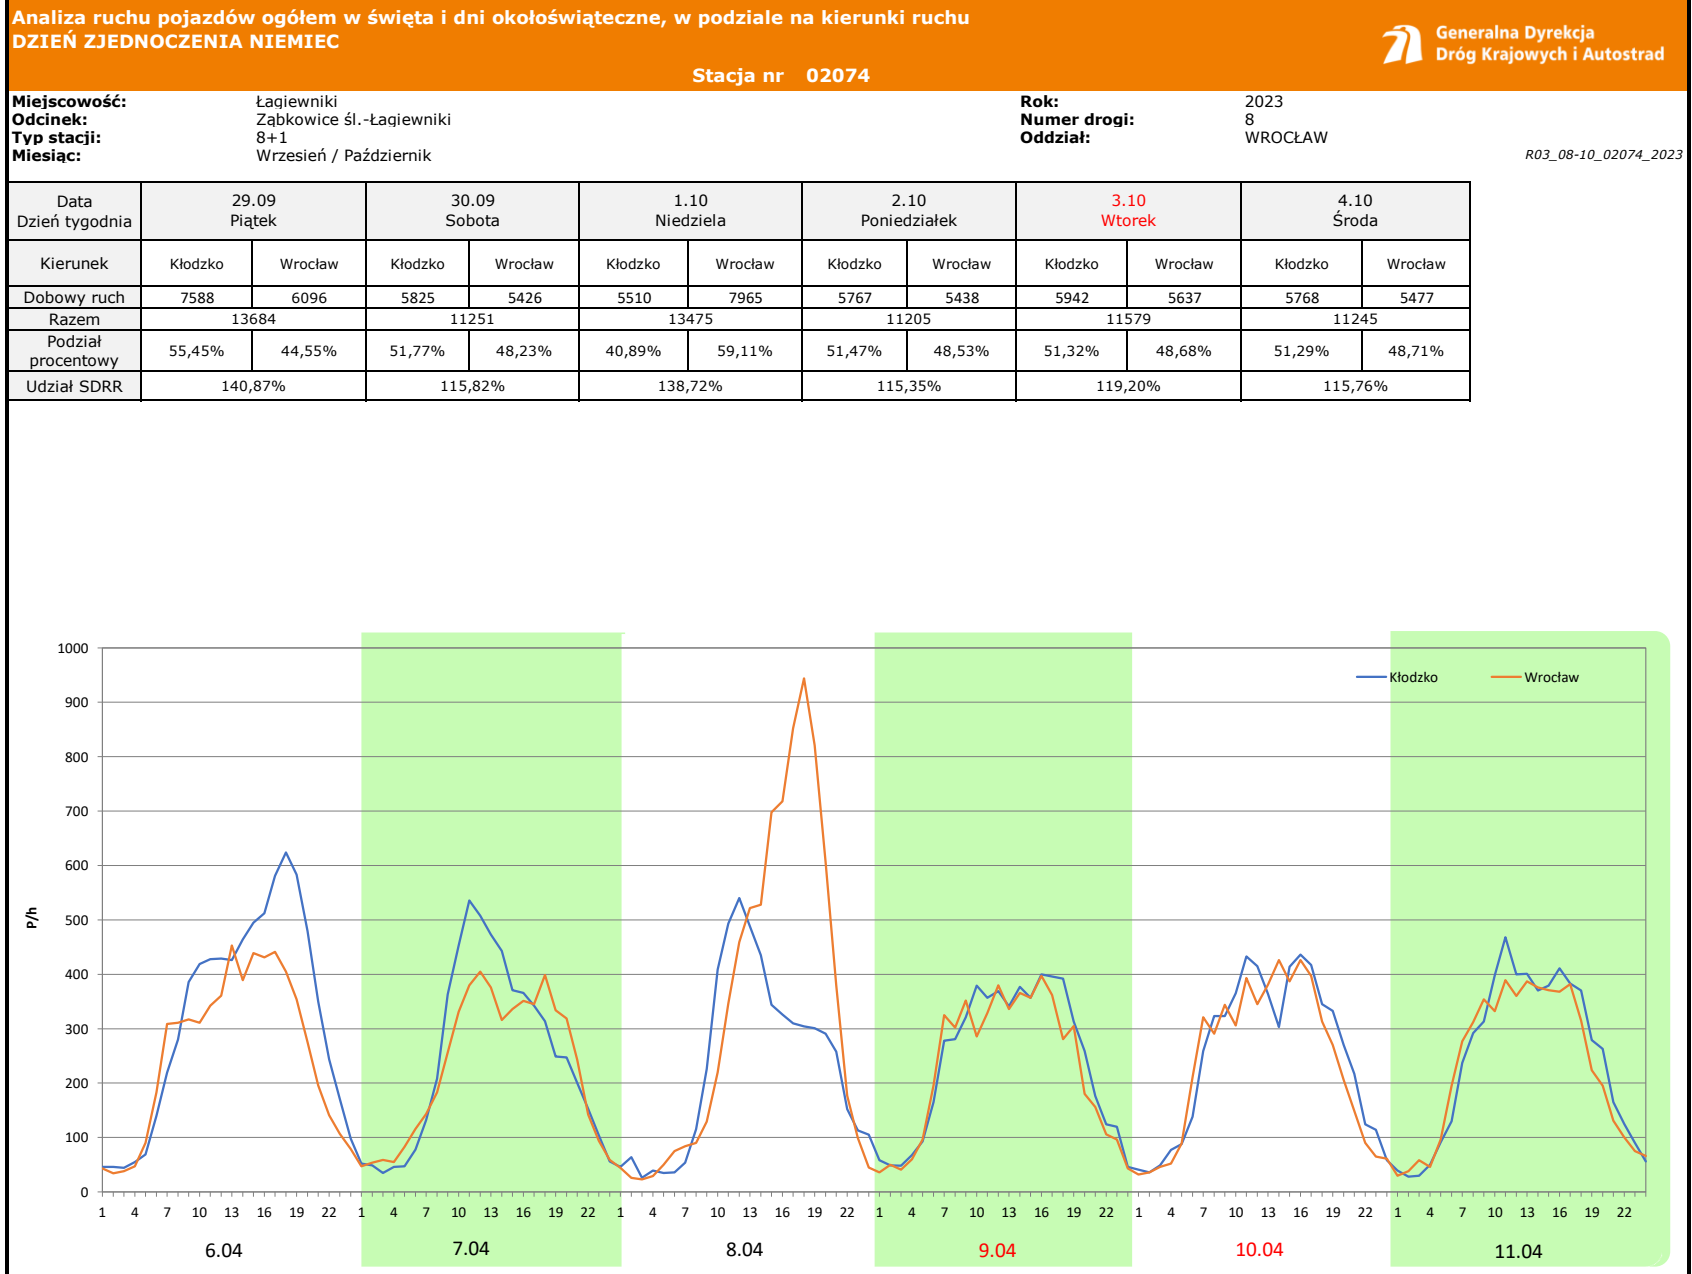 Analiza ruchu pojazdów ogółem w święta i dni okołoświąteczne, w podziale na kierunki ruchu
DZIEŃ ZJEDNOCZENIA NIEMIEC
Generalna Dyrekcja
Dróg Krajowych i Autostrad
Stacja nr 02074
Miejscowość: Łagiewniki Rok: 2023
Odcinek: Ząbkowice śl.-Łagiewniki Numer drogi: 8
Typ stacji: 8+1 Oddział: WROCŁAW
Miesiąc: Wrzesień / Październik R03_08-10_02074_2023
Data 29.09 30.09 1.10 2.10 3.10 4.10
Dzień tygodnia Piątek Sobota Niedziela Poniedziałek Wtorek Środa
Kierunek Kłodzko Wrocław Kłodzko Wrocław Kłodzko Wrocław Kłodzko Wrocław Kłodzko Wrocław Kłodzko Wrocław
Dobowy ruch 7588 6096 5825 5426 5510 7965 5767 5438 5942 5637 5768 5477
Razem 13684 11251 13475 11205 11579 11245
Podział
procentowy 55,45% 44,55% 51,77% 48,23% 40,89% 59,11% 51,47% 48,53% 51,32% 48,68% 51,29% 48,71%
Udział SDRR 140,87% 115,82% 138,72% 115,35% 119,20% 115,76%
1000
Kłodzko Wrocław
900
800
700
600
500
P/h
400
300
200
100
0
1 4 7 10 13 16 19 22 1 4 7 10 13 16 19 22 1 4 7 10 13 16 19 22 1 4 7 10 13 16 19 22 1 4 7 10 13 16 19 22 1 4 7 10 13 16 19 22
6.04 7.04 8.04 9.04 10.04 11.04